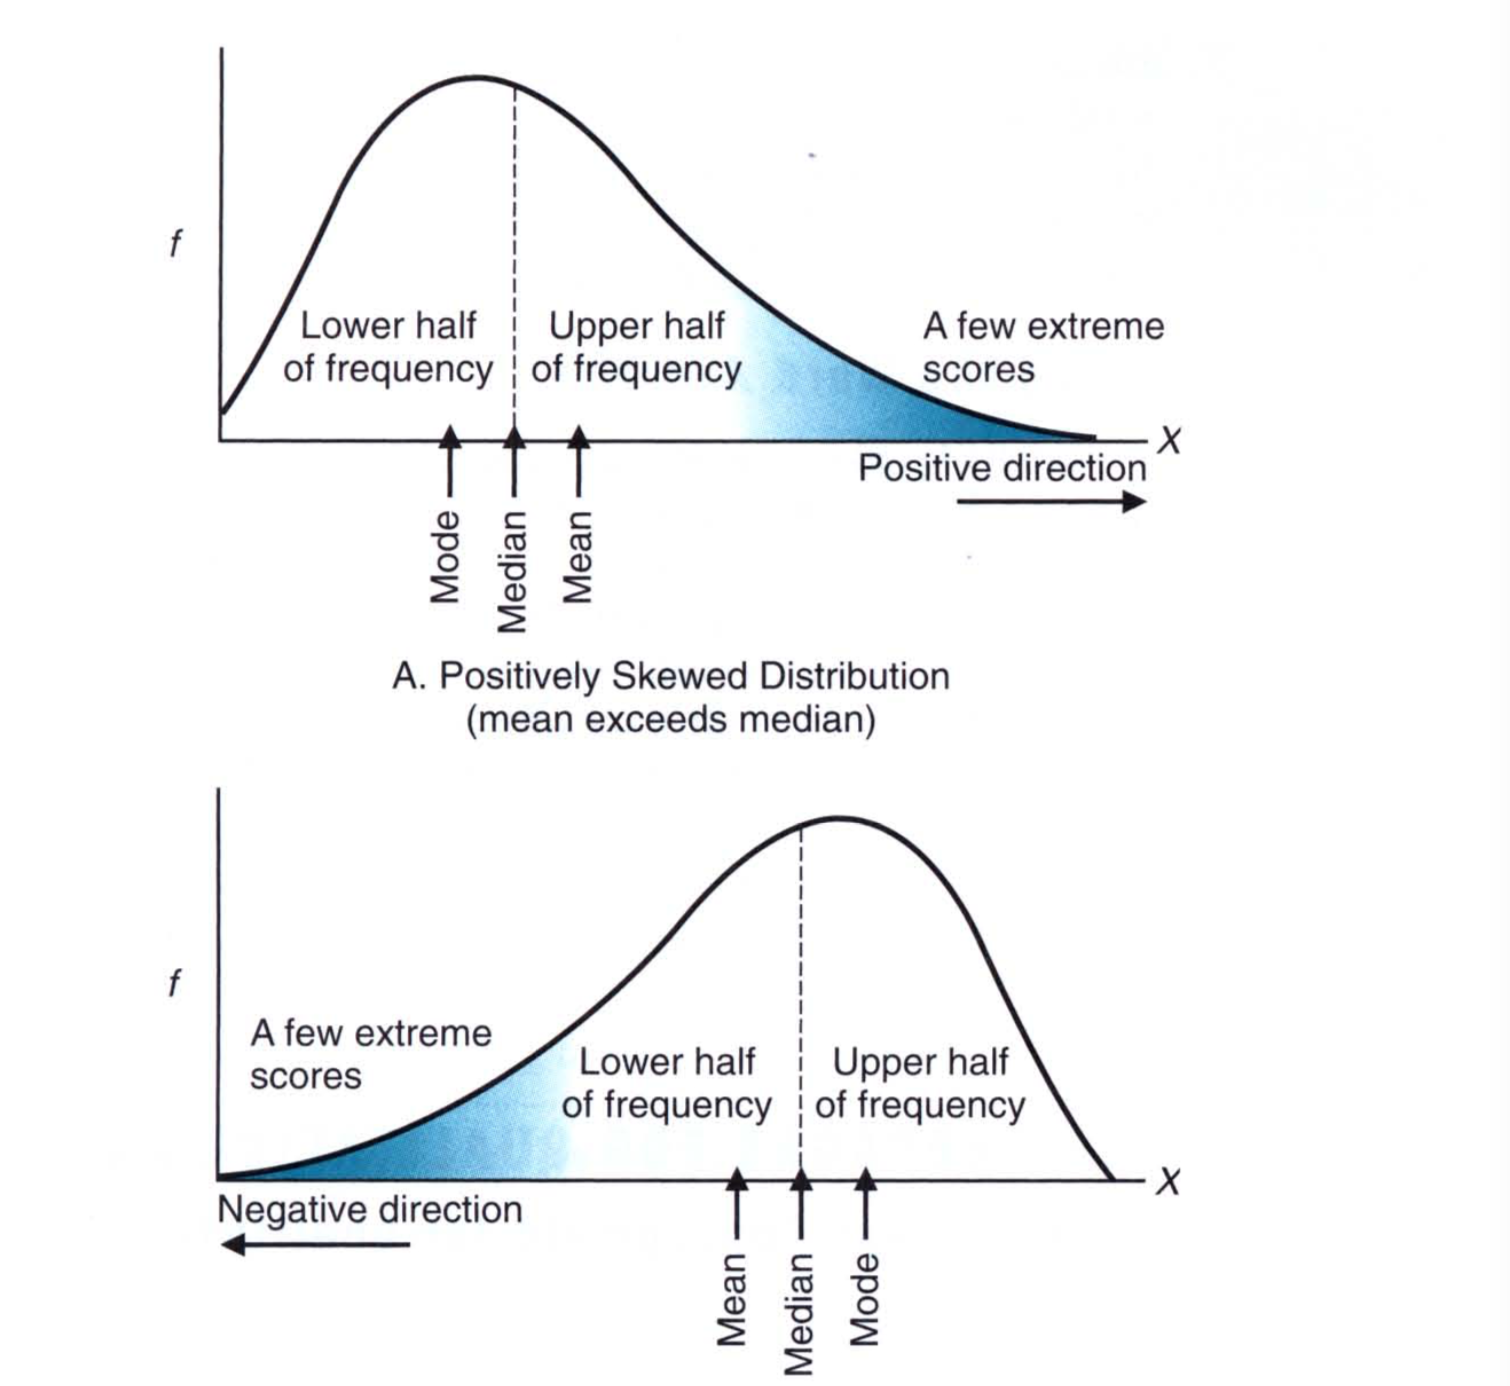 f
Lower half
of frequency
Upper half
of frequency
A few extreme
scores
X
Positive direction
Mode
Median
Mean
A. Positively Skewed Distribution
(mean exceeds median)
f
A few extreme
scores
Lower half
of frequency
Upper half
of frequency
X
Negative direction
Mean
Median
Mode